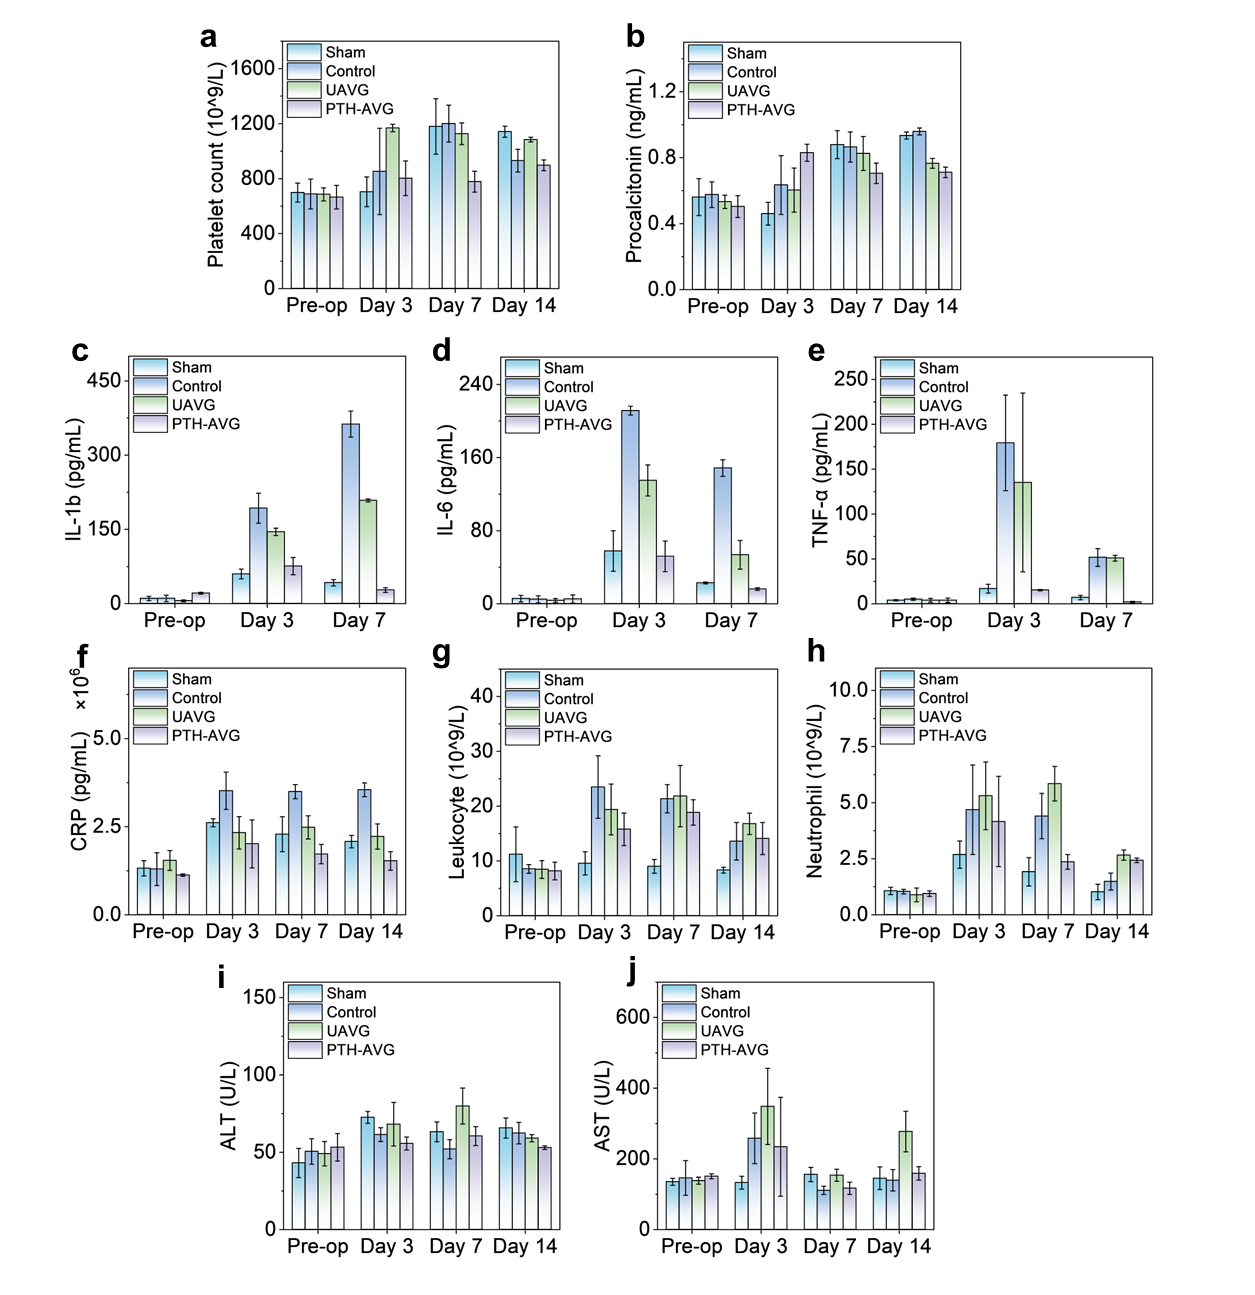 a
Platelet count (10^9/L)
1600
1200
800
400
0
Sham
Control
UAVG
PTH-AVG
Pre-op Day 3 Day 7 Day 14
b
Procalcitonin (ng/mL)
1.2
0.8
0.4
0.0
Sham
Control
UAVG
PTH-AVG
Pre-op Day 3 Day 7 Day 14
c
IL-1b (pg/mL)
450
300
150
0
Sham
Control
UAVG
PTH-AVG
Pre-op Day 3 Day 7
d
IL-6 (pg/mL)
240
160
80
0
Sham
Control
UAVG
PTH-AVG
Pre-op Day 3 Day 7
e
TNF-α (pg/mL)
250
200
150
100
50
0
Sham
Control
UAVG
PTH-AVG
Pre-op Day 3 Day 7
f
CRP (pg/mL) ×10⁶
5.0
2.5
0.0
Sham
Control
UAVG
PTH-AVG
Pre-op Day 3 Day 7 Day 14
g
Leukocyte (10^9/L)
40
30
20
10
0
Sham
Control
UAVG
PTH-AVG
Pre-op Day 3 Day 7 Day 14
h
Neutrophil (10^9/L)
10.0
7.5
5.0
2.5
0.0
Sham
Control
UAVG
PTH-AVG
Pre-op Day 3 Day 7 Day 14
i
ALT (U/L)
150
100
50
0
Sham
Control
UAVG
PTH-AVG
Pre-op Day 3 Day 7 Day 14
j
AST (U/L)
600
400
200
0
Sham
Control
UAVG
PTH-AVG
Pre-op Day 3 Day 7 Day 14